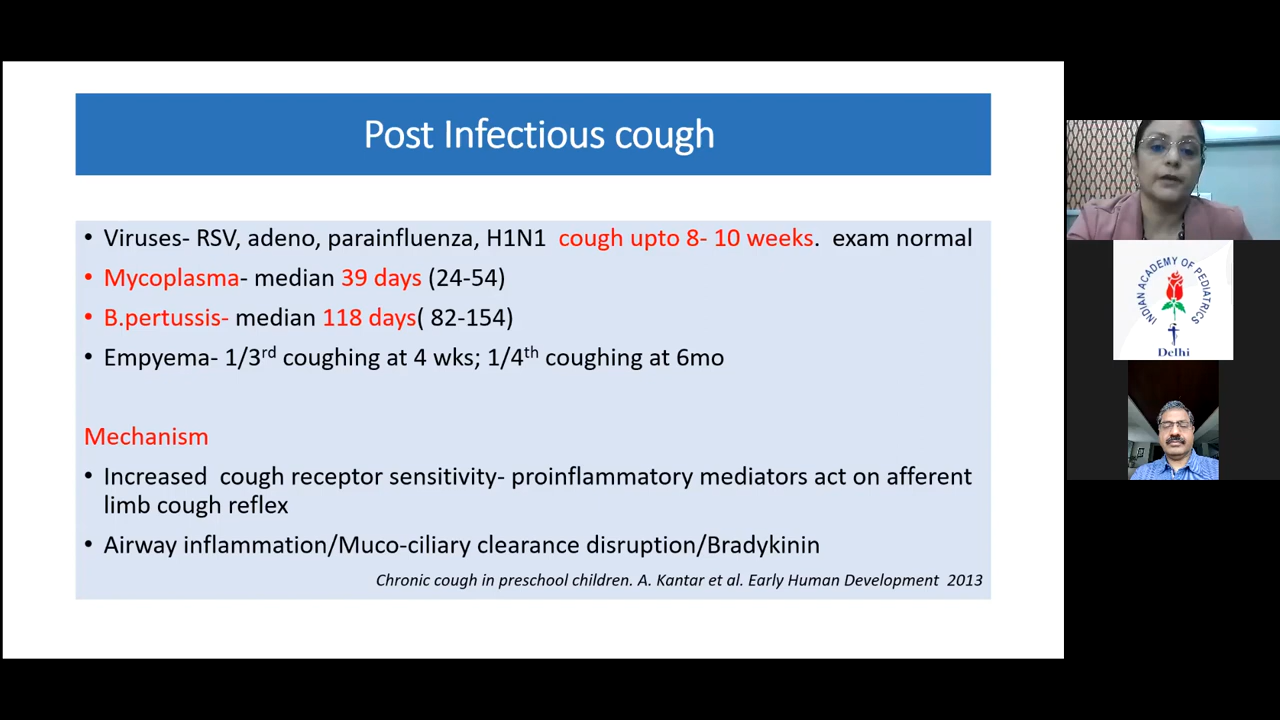 Post Infectious cough
• Viruses- RSV, adeno, parainfluenza, H1N1 cough upto 8- 10 weeks. exam normal
• Mycoplasma- median 39 days (24-54)
• B.pertussis- median 118 days( 82-154)
• Empyema- 1/3rd coughing at 4 wks; 1/4th coughing at 6mo
Mechanism
• Increased cough receptor sensitivity- proinflammatory mediators act on afferent
limb cough reflex
• Airway inflammation/Muco-ciliary clearance disruption/Bradykinin
Chronic cough in preschool children. A. Kantar et al. Early Human Development 2013
INDIAN ACADEMY OF PEDIATRICS
Delhi